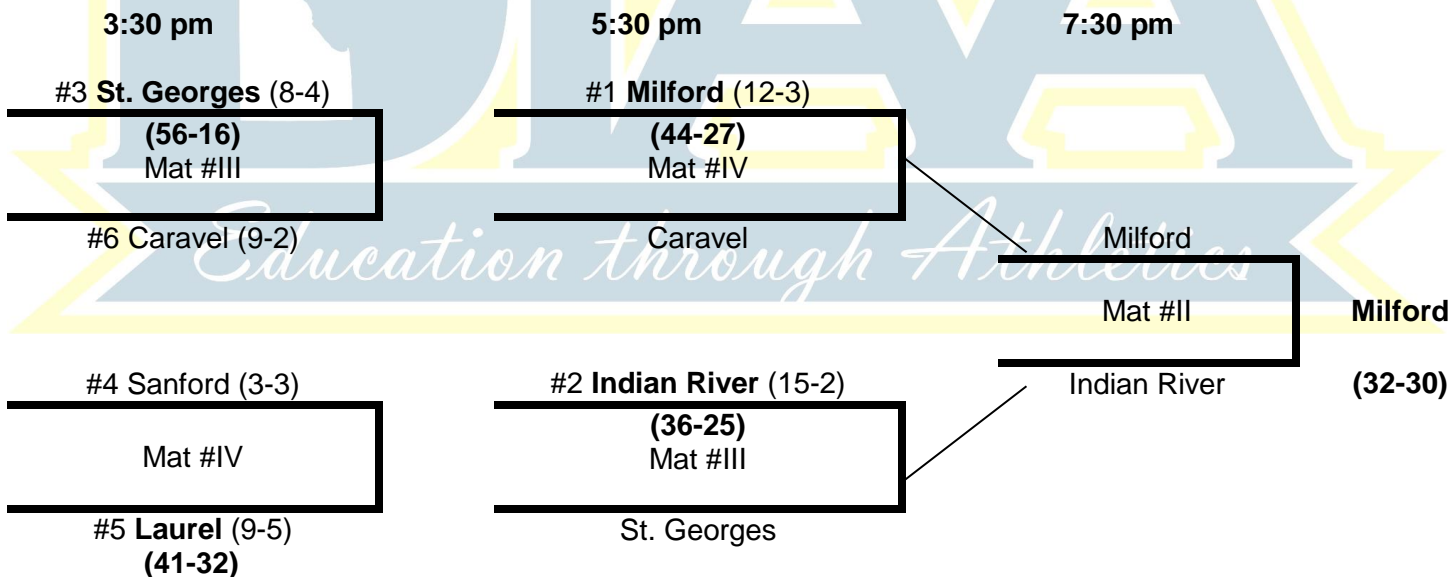 3:30 pm 5:30 pm 7:30 pm
#3 St. Georges (8-4) #1 Milford (12-3)
(56-16) (44-27)
Mat #III Mat #IV
#6 Caravel (9-2) Caravel Milford
Education through Athletics
Mat #II Milford
#4 Sanford (3-3) #2 Indian River (15-2) Indian River (32-30)
(36-25)
Mat #IV Mat #III
#5 Laurel (9-5) St. Georges
(41-32)